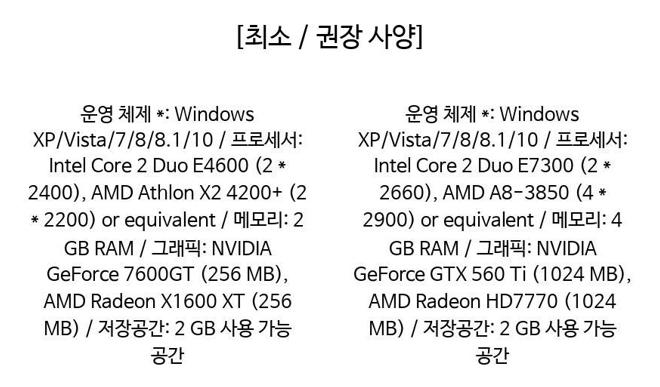 [최소 / 권장 사양]
운영 체제 *: Windows
XP/Vista/7/8/8.1/10 / 프로세서:
Intel Core 2 Duo E4600 (2 *
2400), AMD Athlon X2 4200+ (2
* 2200) or equivalent / 메모리: 2
GB RAM / 그래픽: NVIDIA
GeForce 7600GT (256 MB),
AMD Radeon X1600 XT (256
MB) / 저장공간: 2 GB 사용 가능
공간
운영 체제 *: Windows
XP/Vista/7/8/8.1/10 / 프로세서:
Intel Core 2 Duo E7300 (2 *
2660), AMD A8-3850 (4 *
2900) or equivalent / 메모리: 4
GB RAM / 그래픽: NVIDIA
GeForce GTX 560 Ti (1024 MB),
AMD Radeon HD7770 (1024
MB) / 저장공간: 2 GB 사용 가능
공간